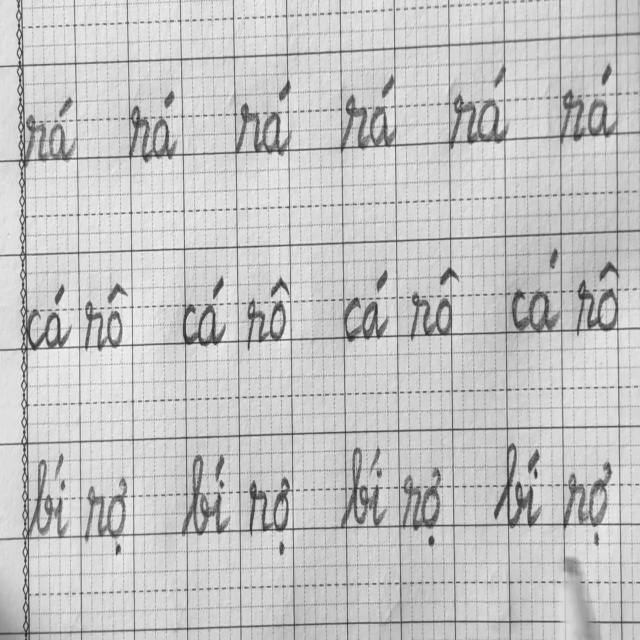 rá rá rá rá rá rá
cá rô cá rô cá rô cá rô
bí rợ bí rợ bí rợ bí rợ